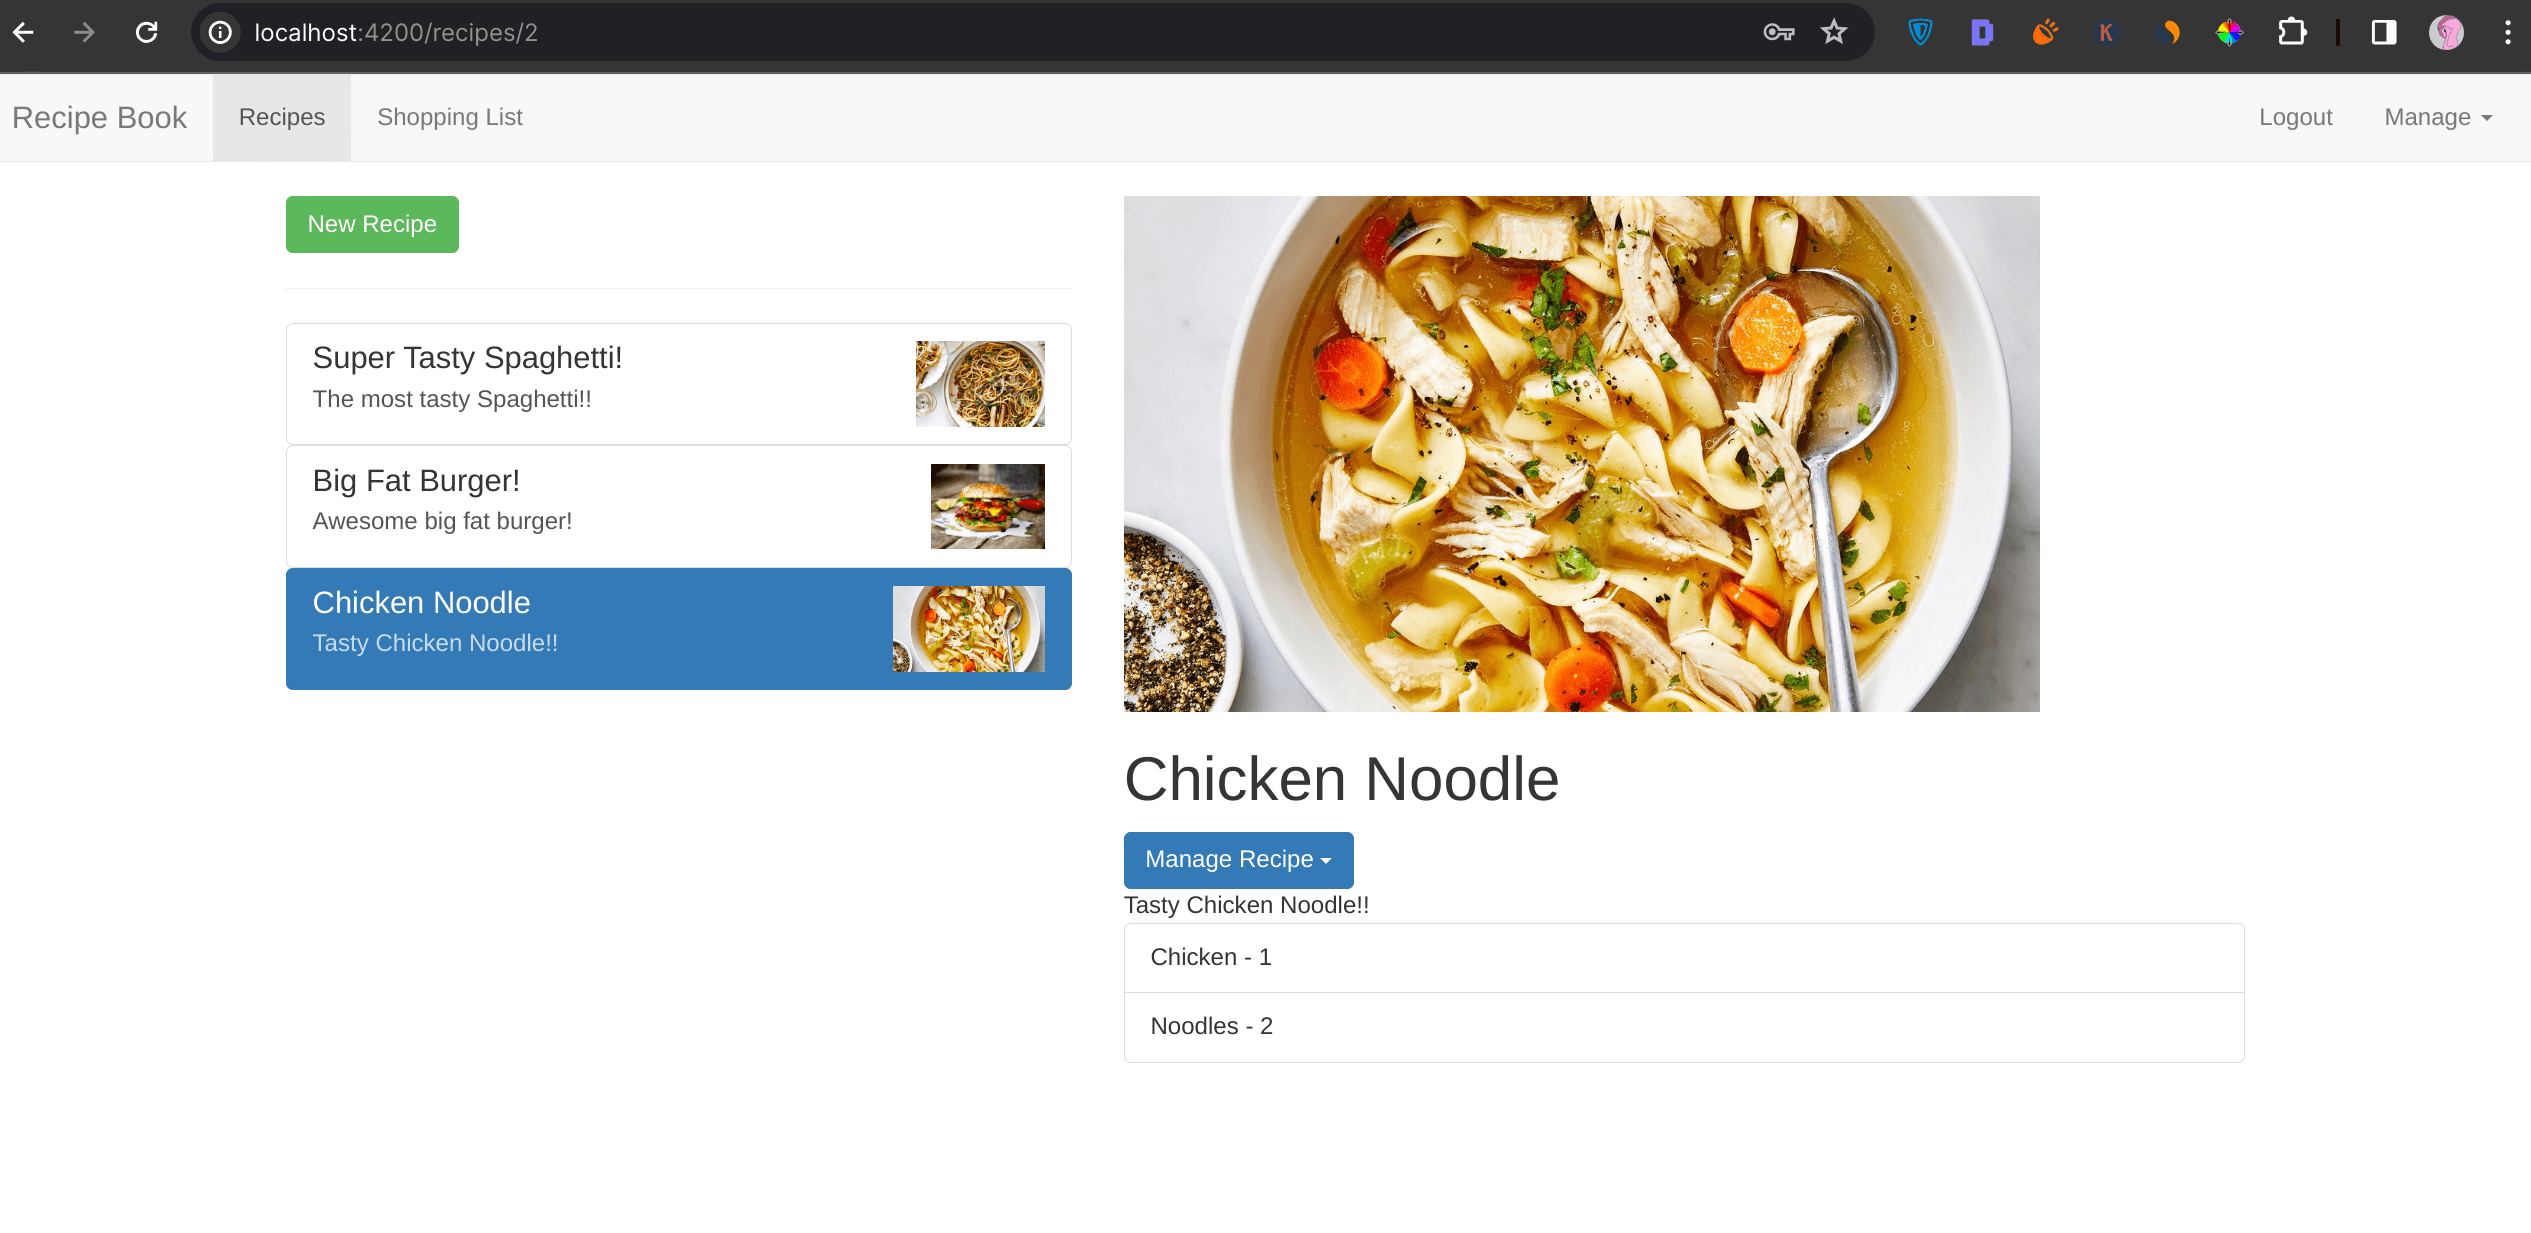 localhost:4200/recipes/2
Recipe Book
Recipes
Shopping List
Logout
Manage
New Recipe
Super Tasty Spaghetti!
The most tasty Spaghetti!!
Big Fat Burger!
Awesome big fat burger!
Chicken Noodle
Tasty Chicken Noodle!!
Chicken Noodle
Manage Recipe
Tasty Chicken Noodle!!
Chicken - 1
Noodles - 2